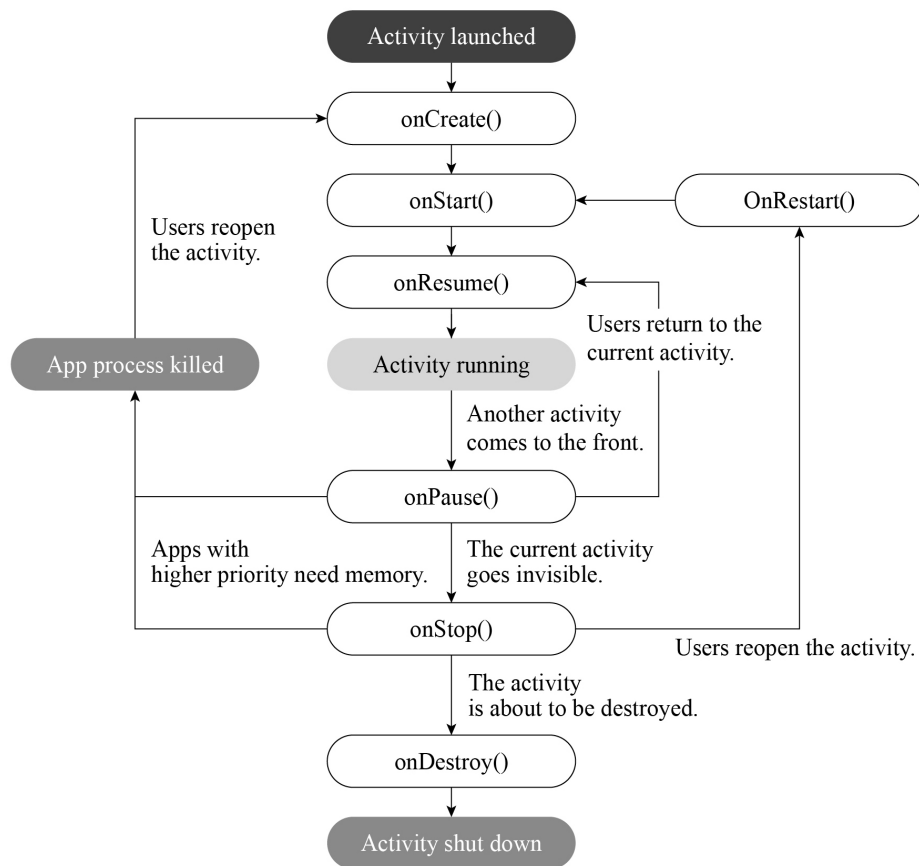 Activity launched
onCreate()
onStart()
OnRestart()
Users reopen
the activity.
onResume()
Users return to the
current activity.
App process killed
Activity running
Another activity
comes to the front.
onPause()
Apps with
higher priority need memory.
The current activity
goes invisible.
onStop()
Users reopen the activity.
The activity
is about to be destroyed.
onDestroy()
Activity shut down